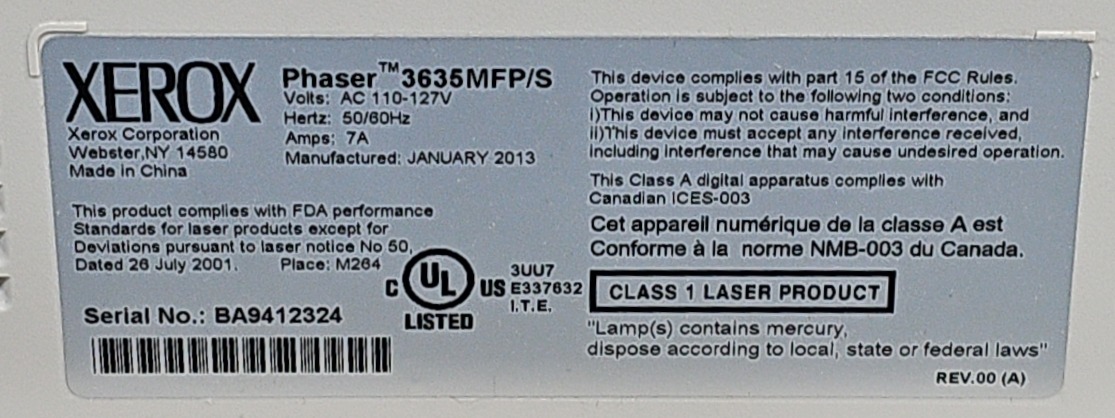 XEROX
Xerox Corporation
Webster,NY 14580
Made in China
Phaser™3635MFP/S
Volts: AC 110-127V
Hertz: 50/60Hz
Amps: 7A
Manufactured: JANUARY 2013
This product complies with FDA performance
Standards for laser products except for
Deviations pursuant to laser notice No 50,
Dated 26 July 2001. Place: M264
C UL US
LISTED
3UU7
E337632
I.T.E.
Serial No.: BA9412324
This device complies with part 15 of the FCC Rules.
Operation is subject to the following two conditions:
i)This device may not cause harmful interference, and
ii)This device must accept any interference received,
including interference that may cause undesired operation.
This Class A digital apparatus complies with
Canadian ICES-003
Cet appareil numérique de la classe A est
Conforme à la norme NMB-003 du Canada.
CLASS 1 LASER PRODUCT
"Lamp(s) contains mercury,
dispose according to local, state or federal laws"
REV.00 (A)